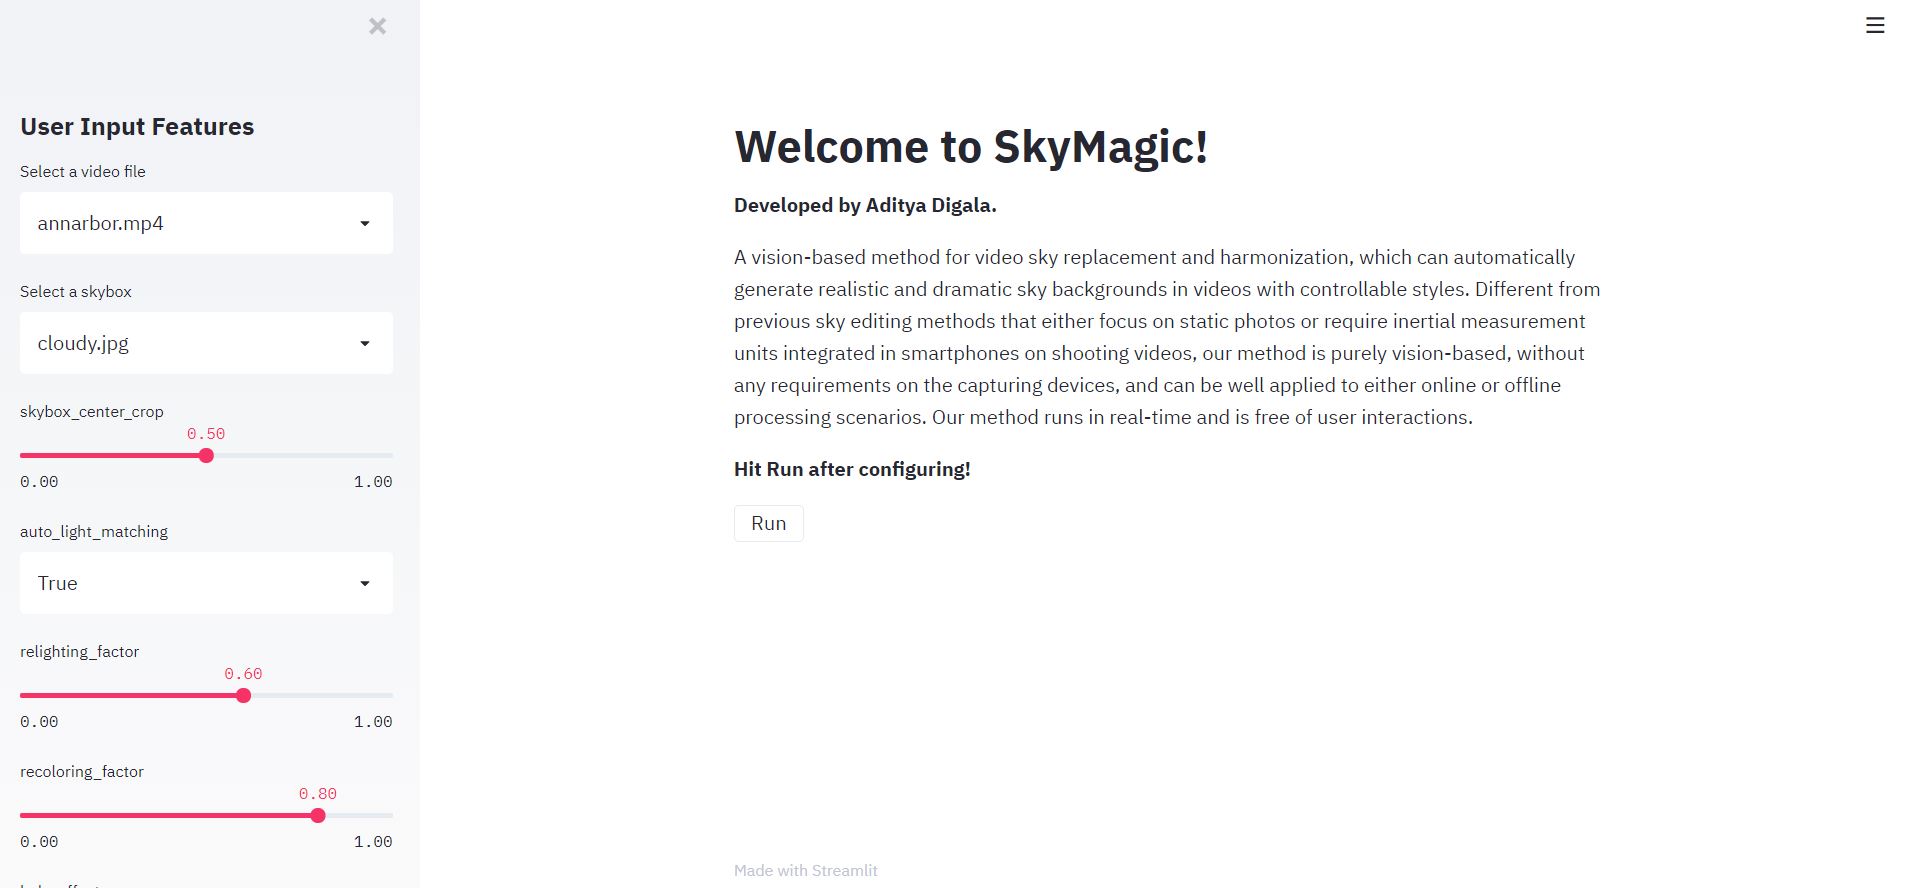 User Input Features
Select a video file
annarbor.mp4
Select a skybox
cloudy.jpg
skybox_center_crop
0.50
0.00 1.00
auto_light_matching
True
relighting_factor
0.60
0.00 1.00
recoloring_factor
0.80
0.00 1.00
Welcome to SkyMagic!
Developed by Aditya Digala.
A vision-based method for video sky replacement and harmonization, which can automatically
generate realistic and dramatic sky backgrounds in videos with controllable styles. Different from
previous sky editing methods that either focus on static photos or require inertial measurement
units integrated in smartphones on shooting videos, our method is purely vision-based, without
any requirements on the capturing devices, and can be well applied to either online or offline
processing scenarios. Our method runs in real-time and is free of user interactions.
Hit Run after configuring!
Run
Made with Streamlit